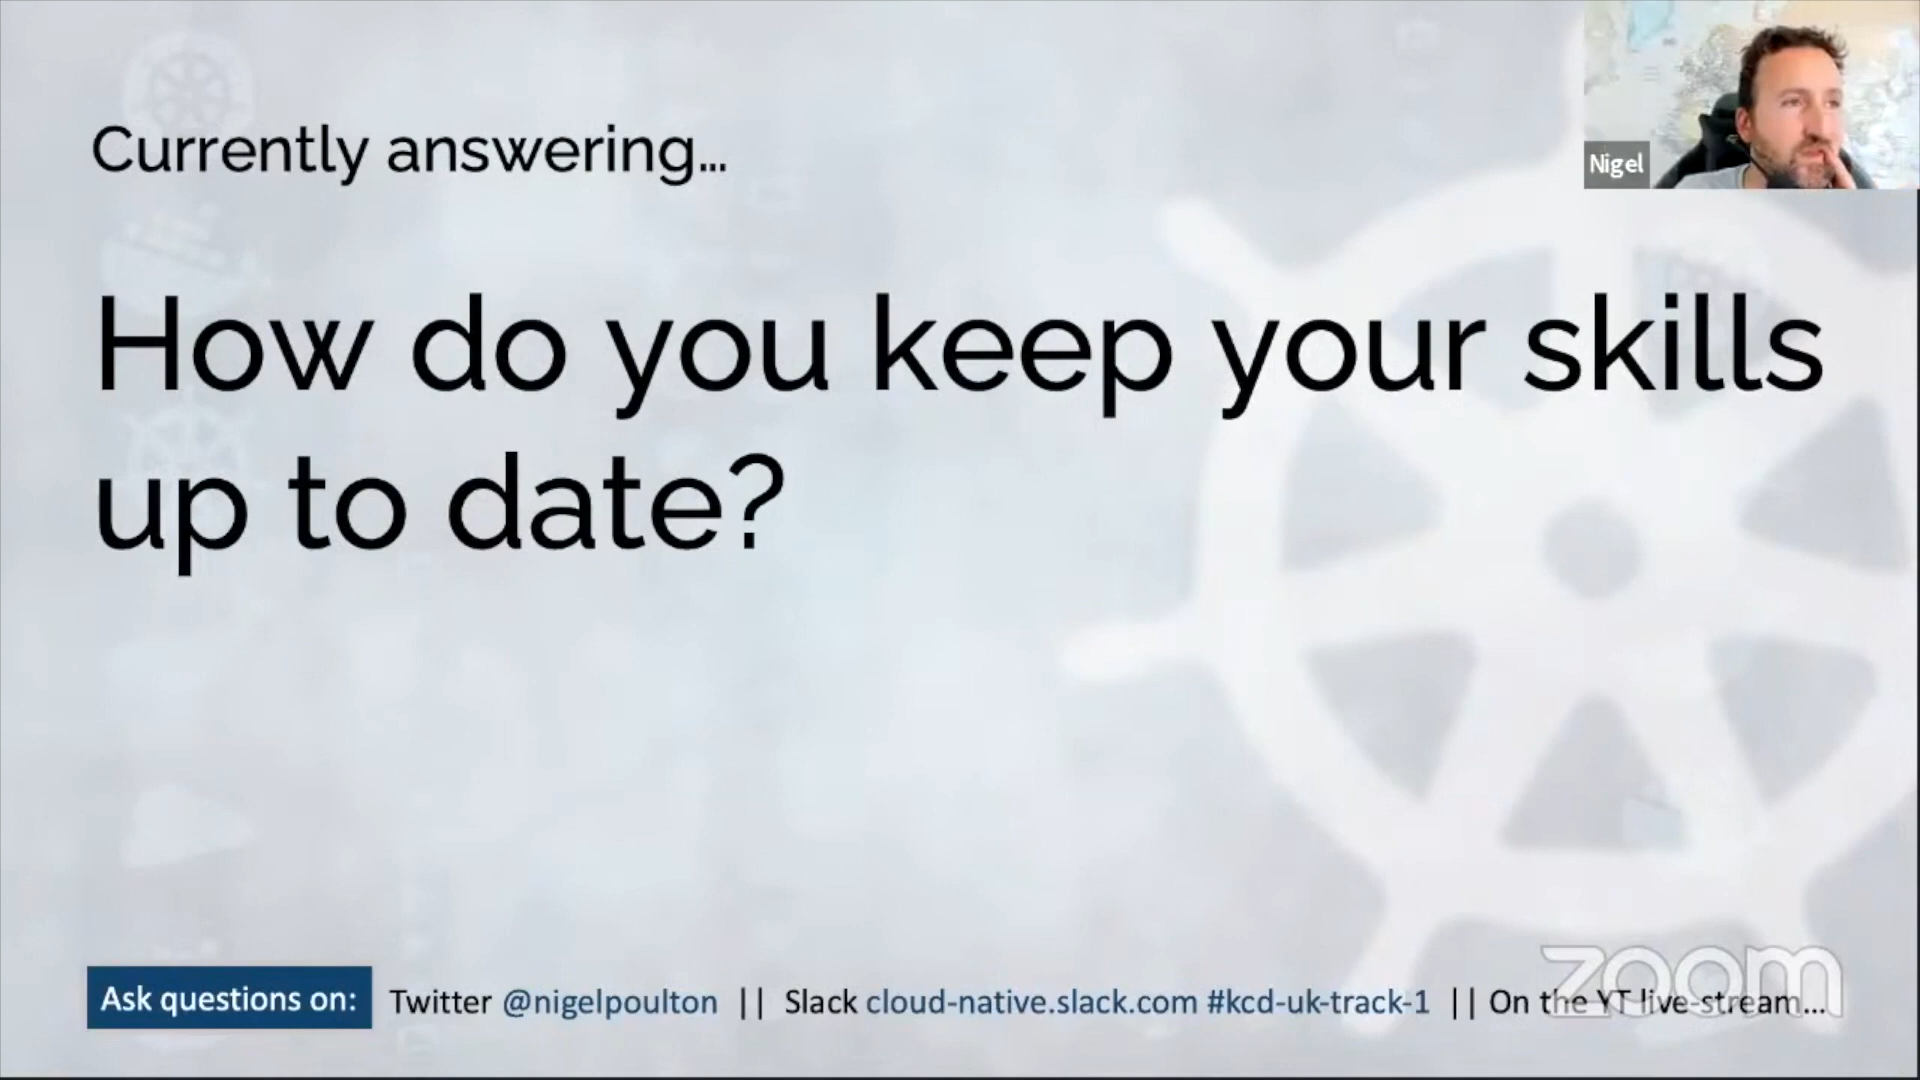 Currently answering...
Nigel
How do you keep your skills
up to date?
Ask questions on: Twitter @nigelpoulton || Slack cloud-native.slack.com #kcd-uk-track-1 || On the YT live-stream...
zoom